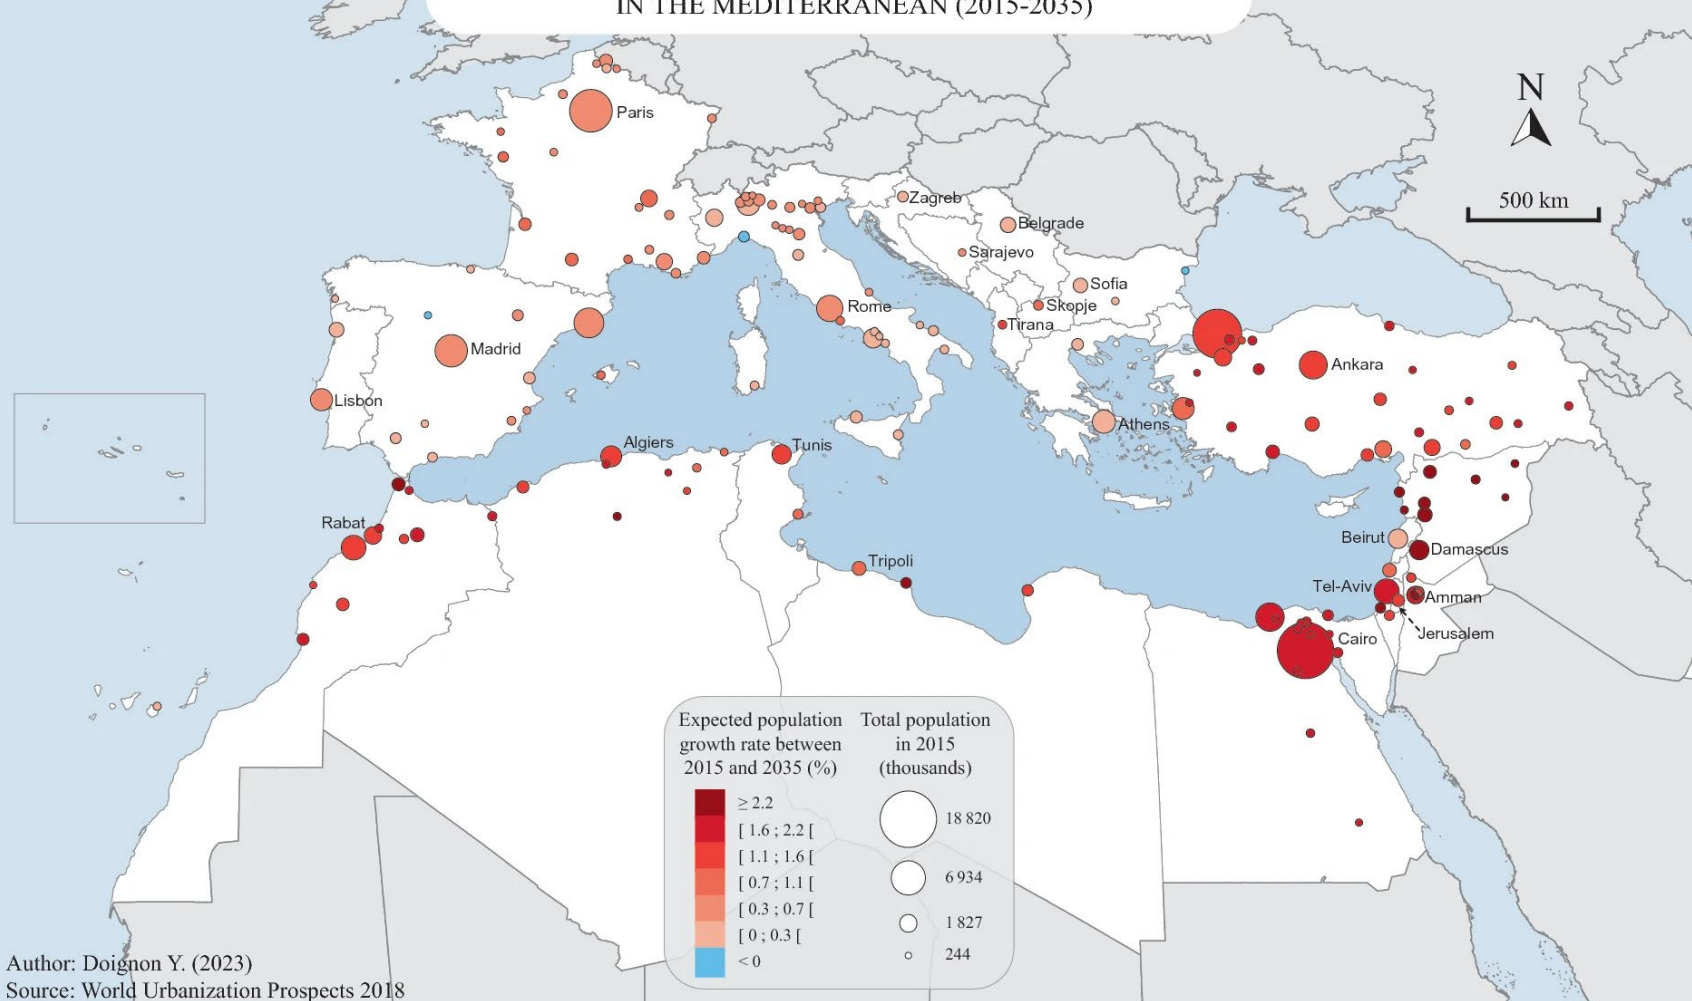 IN THE MEDITERRANEAN (2015-2035)
N
500 km
Paris
Zagreb
Belgrade
Sarajevo
Sofia
Skopje
Tirana
Rome
Madrid
Lisbon
Ankara
Athens
Algiers
Tunis
Rabat
Tripoli
Beirut
Damascus
Tel-Aviv
Amman
Jerusalem
Cairo
Expected population
growth rate between
2015 and 2035 (%)
≥ 2.2
[ 1.6 ; 2.2 [
[ 1.1 ; 1.6 [
[ 0.7 ; 1.1 [
[ 0.3 ; 0.7 [
[ 0 ; 0.3 [
< 0
Total population
in 2015
(thousands)
18 820
6 934
1 827
244
Author: Doignon Y. (2023)
Source: World Urbanization Prospects 2018